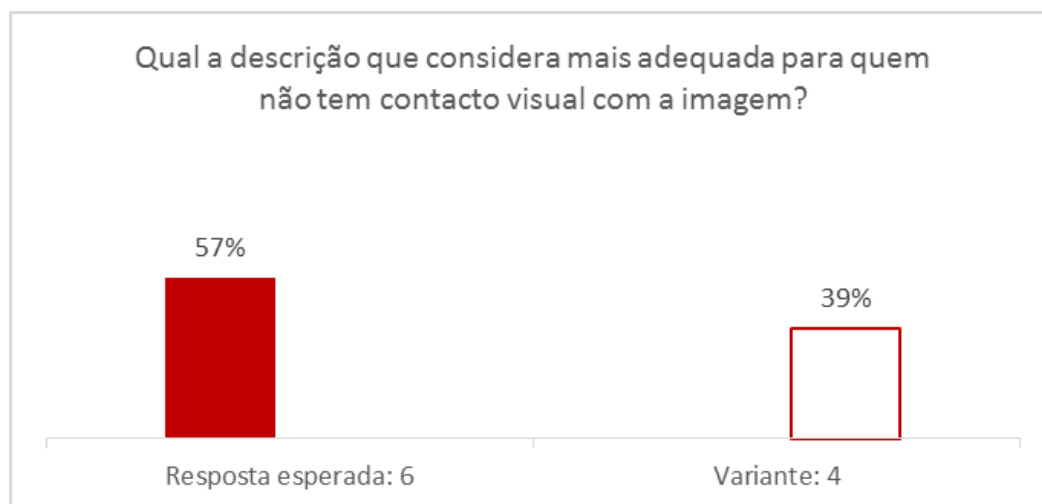 Qual a descrição que considera mais adequada para quem
não tem contacto visual com a imagem?
57%
39%
Resposta esperada: 6
Variante: 4